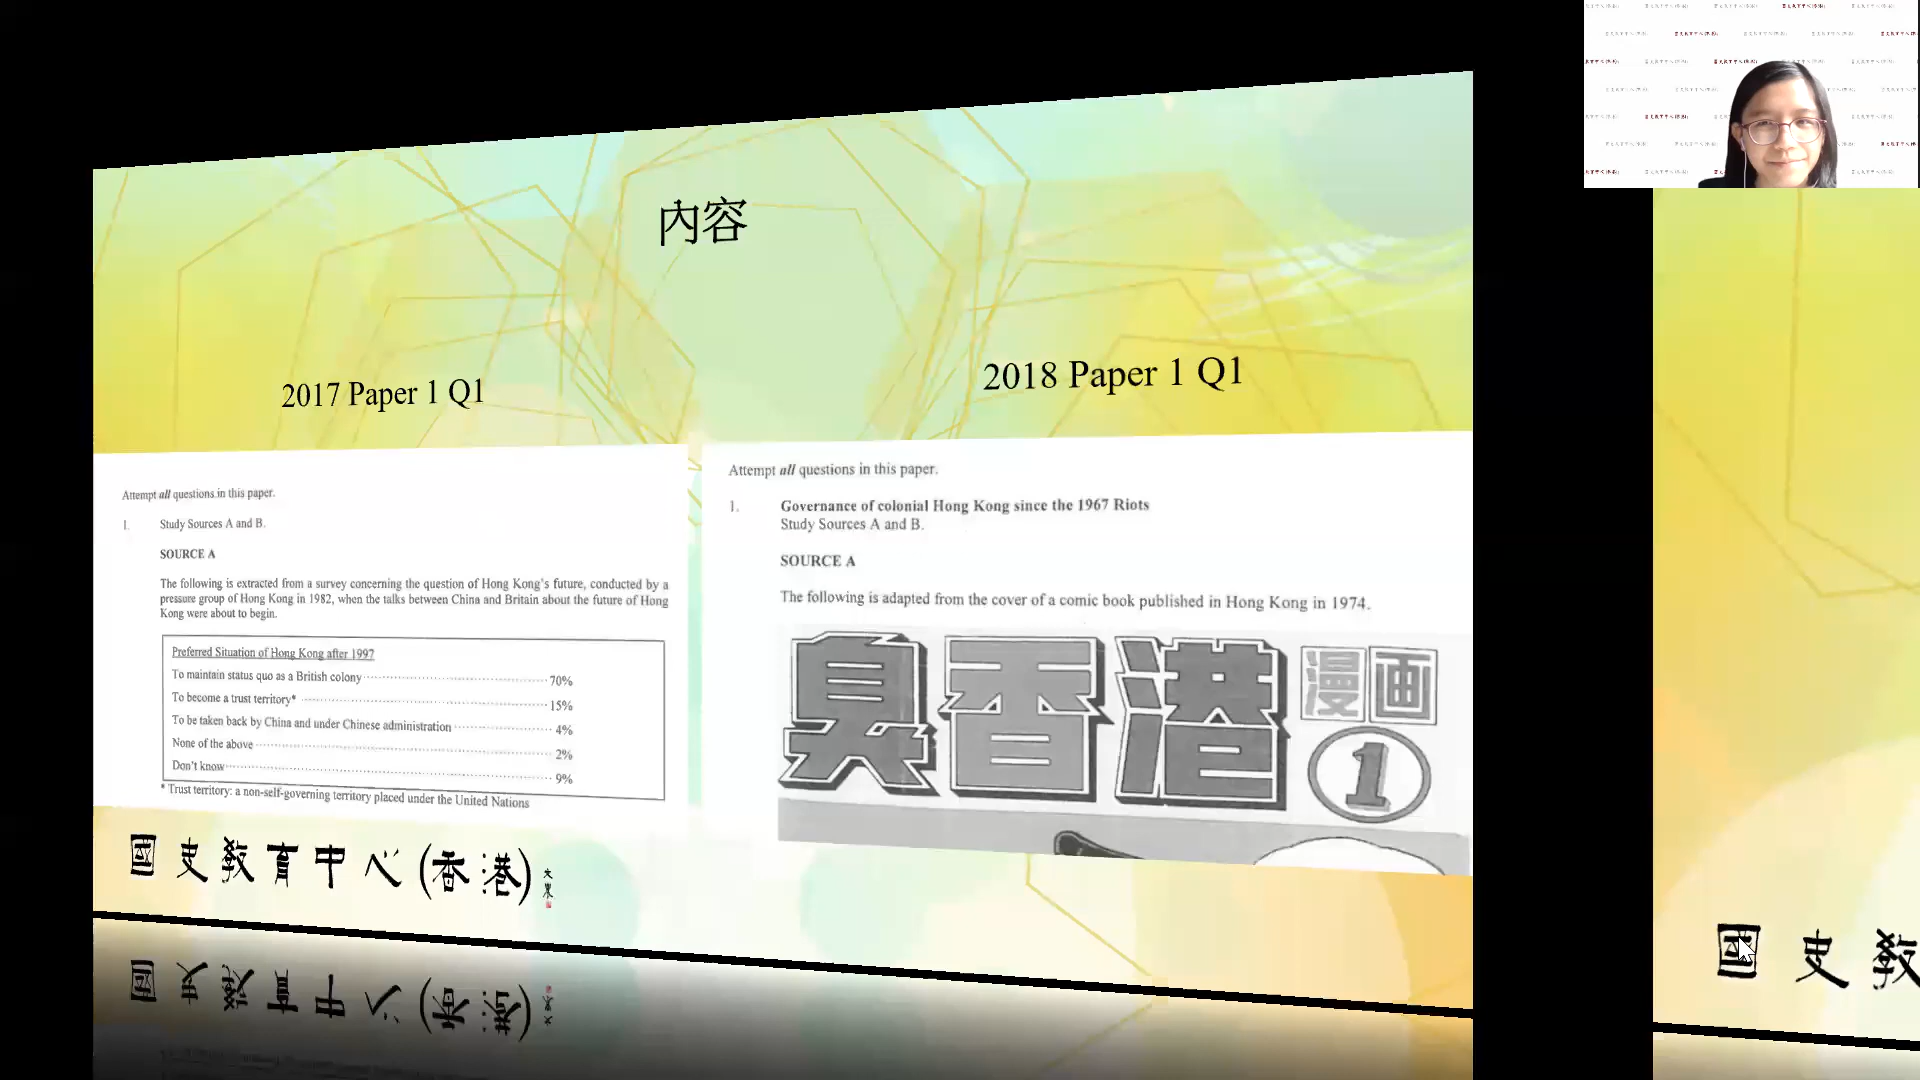 內容
2017 Paper 1 Q1
Attempt all questions in this paper.
1. Study Sources A and B.
SOURCE A
The following is extracted from a survey concerning the question of Hong Kong's future, conducted by a
pressure group of Hong Kong in 1982, when the talks between China and Britain about the future of Hong
Kong were about to begin.
Preferred Situation of Hong Kong after 1997
To maintain status quo as a British colony 70%
To become a trust territory* 15%
To be taken back by China and under Chinese administration 4%
None of the above 2%
Don't know 9%
* Trust territory: a non-self-governing territory placed under the United Nations
2018 Paper 1 Q1
Attempt all questions in this paper.
1. Governance of colonial Hong Kong since the 1967 Riots
Study Sources A and B.
SOURCE A
The following is adapted from the cover of a comic book published in Hong Kong in 1974.
臭香港
漫画
1
國史教育中心(香港)
國史教